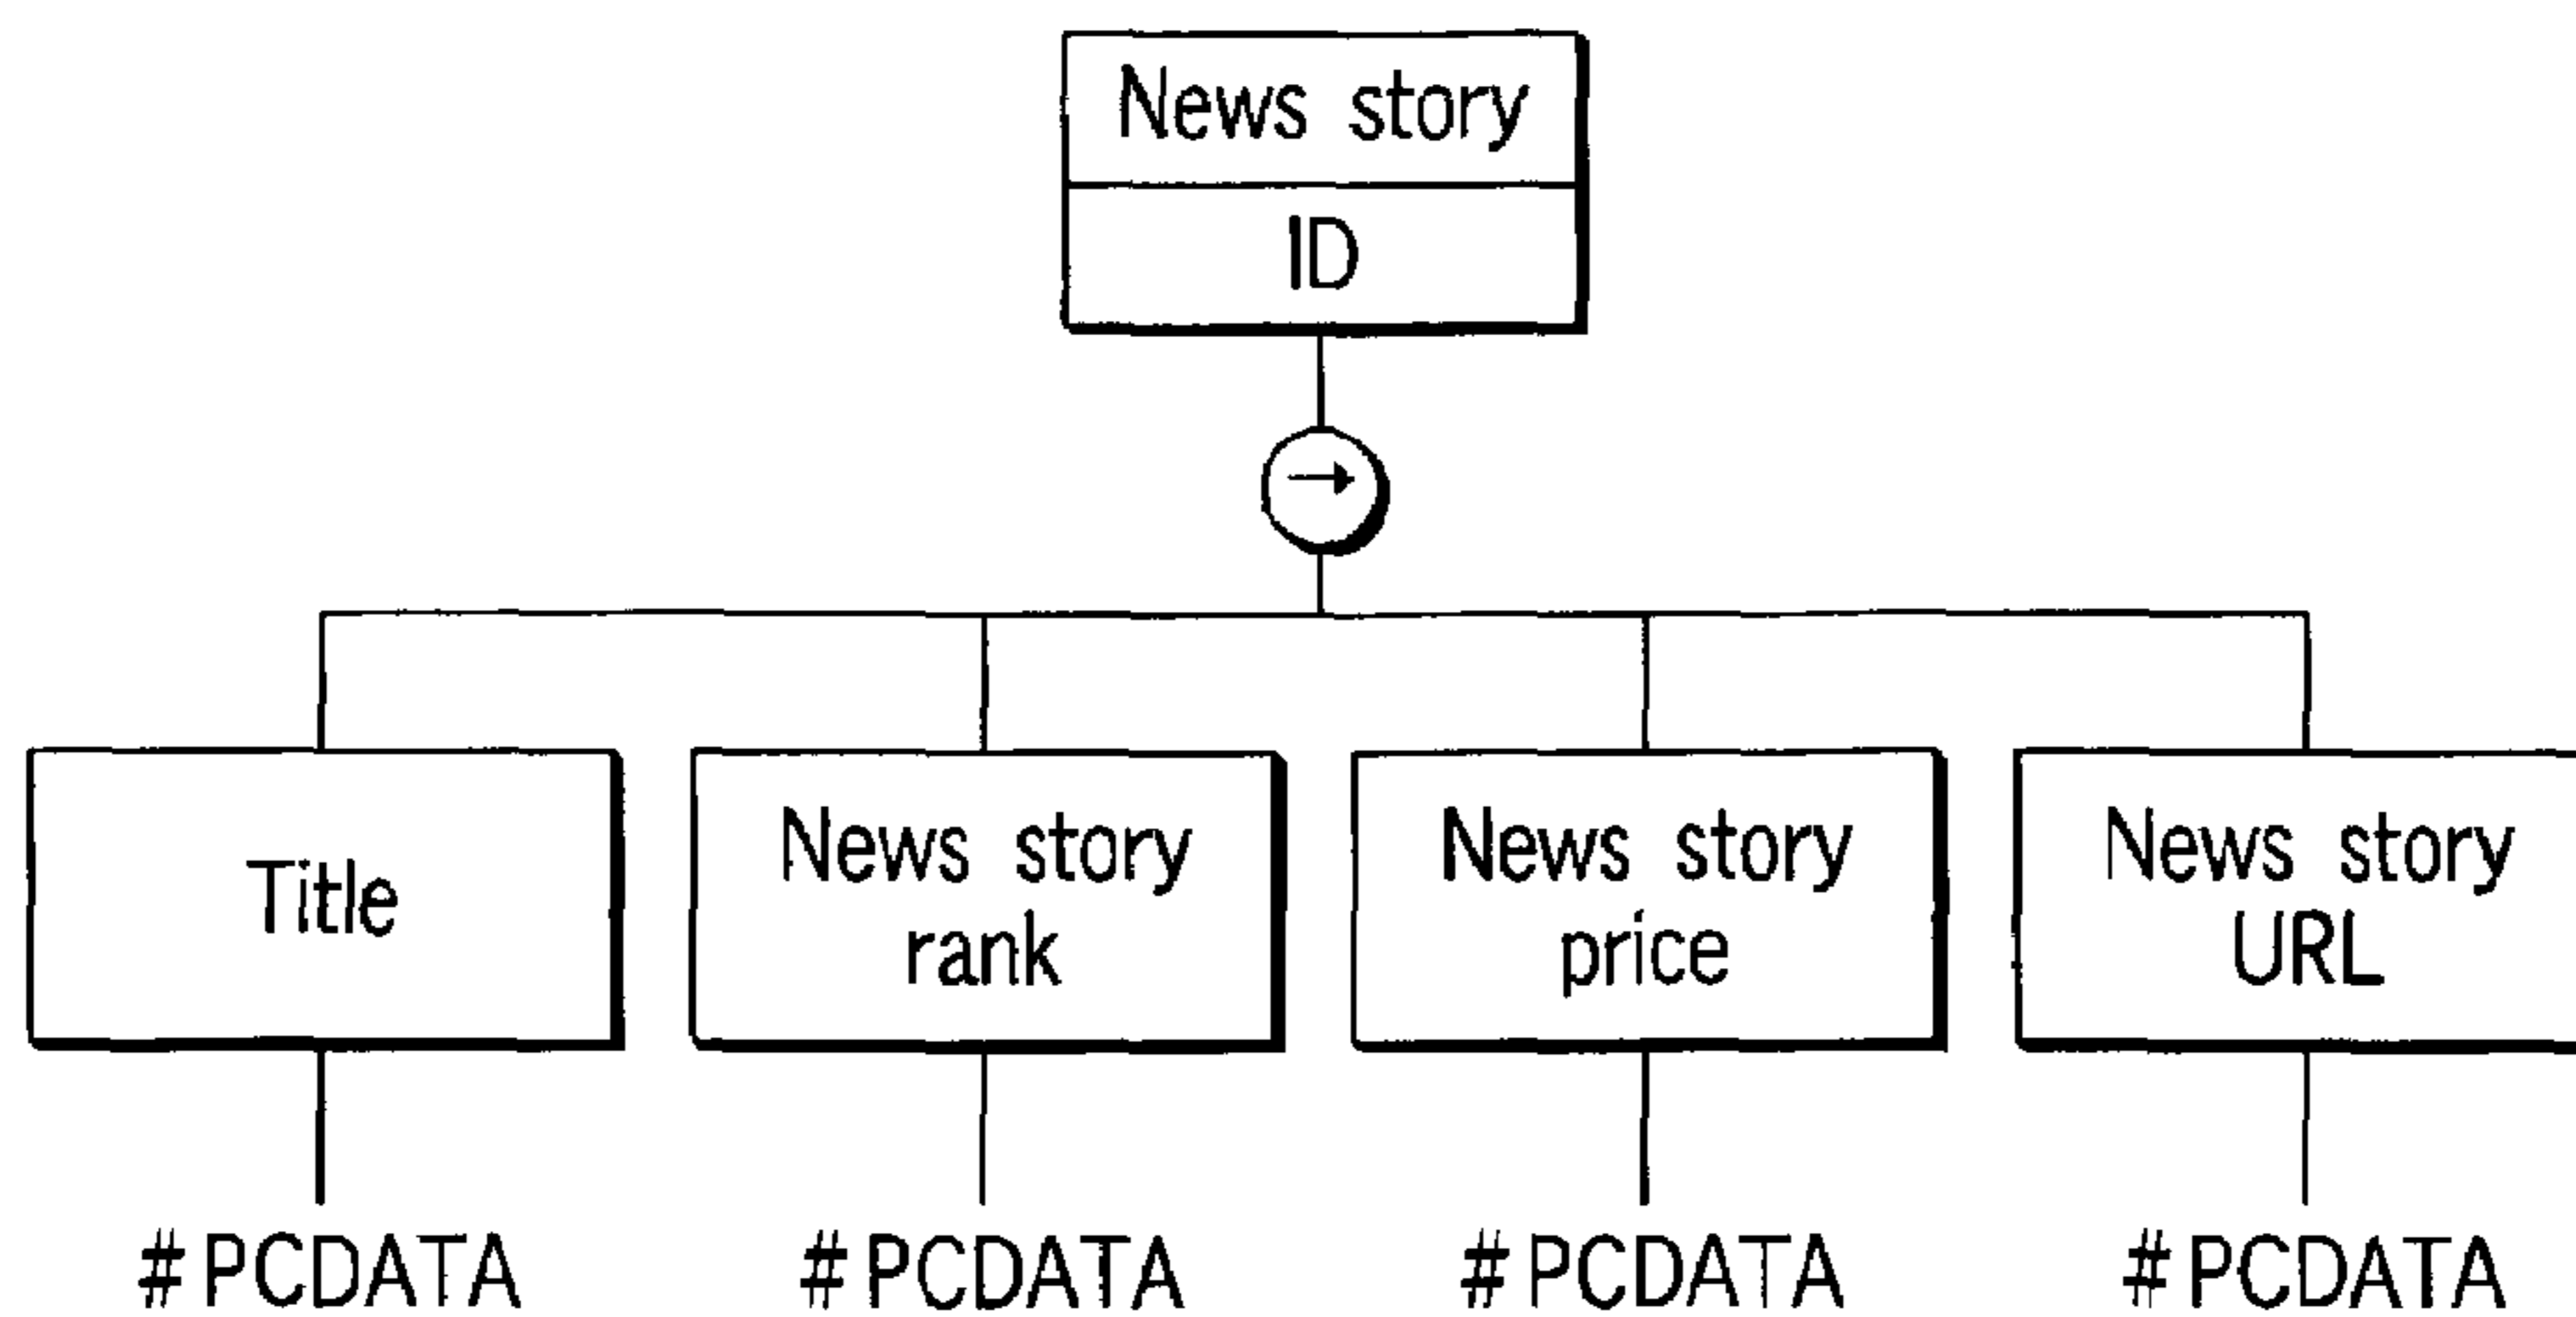 News story
ID
Title
News story
rank
News story
price
News story
URL
#PCDATA
#PCDATA
#PCDATA
#PCDATA